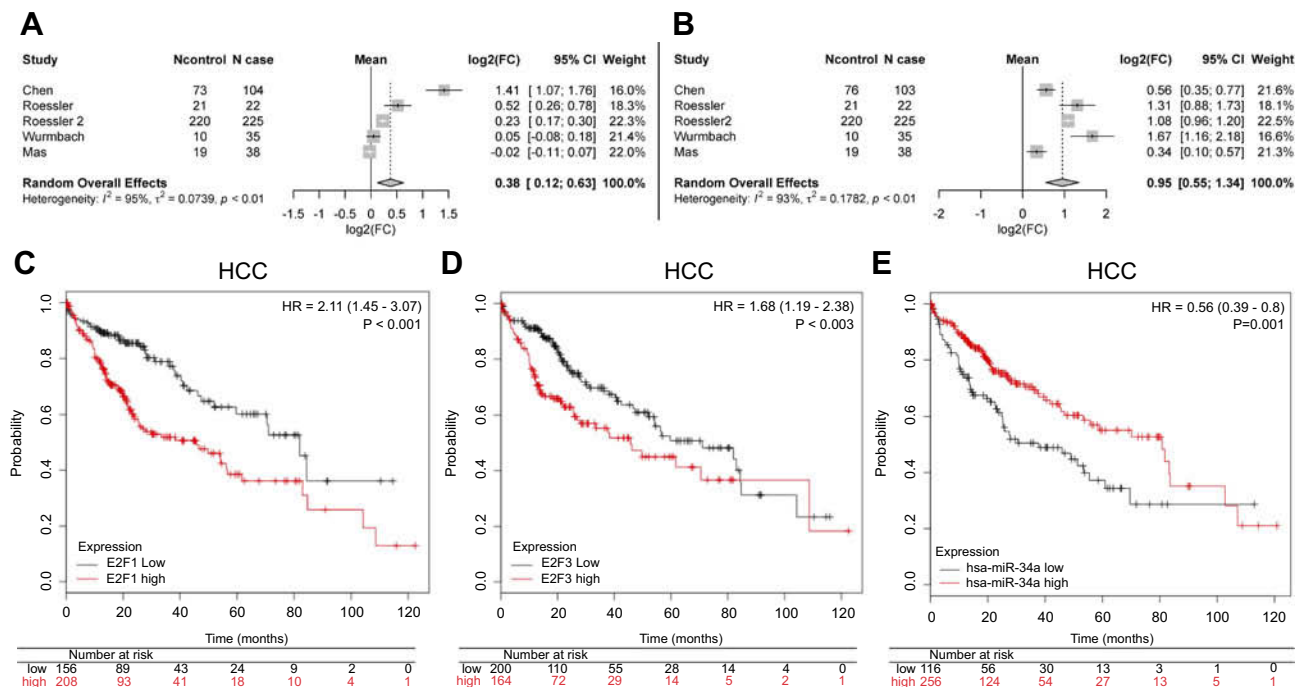 A
Study Ncontrol N case Mean log2(FC) 95% CI Weight
Chen 73 104 1.41 [ 1.07; 1.76] 16.0%
Roessler 21 22 0.52 [ 0.26; 0.78] 18.3%
Roessler 2 220 225 0.23 [ 0.17; 0.30] 22.3%
Wurmbach 10 35 0.05 [-0.08; 0.18] 21.4%
Mas 19 38 -0.02 [-0.11; 0.07] 22.0%
Random Overall Effects 0.38 [ 0.12; 0.63] 100.0%
Heterogeneity: I² = 95%, τ² = 0.0739, p < 0.01
-1.5 -1 -0.5 0 0.5 1 1.5
log2(FC)
B
Study Ncontrol N case Mean log2(FC) 95% CI Weight
Chen 76 103 0.56 [0.35; 0.77] 21.6%
Roessler 21 22 1.31 [0.88; 1.73] 18.1%
Roessler2 220 225 1.08 [0.96; 1.20] 22.5%
Wurmbach 10 35 1.67 [1.16; 2.18] 16.6%
Mas 19 38 0.34 [0.10; 0.57] 21.3%
Random Overall Effects 0.95 [0.55; 1.34] 100.0%
Heterogeneity: I² = 93%, τ² = 0.1782, p < 0.01
-2 -1 0 1 2
log2(FC)
C
HCC
HR = 2.11 (1.45 - 3.07)
P < 0.001
Probability
1.0
0.8
0.6
0.4
0.2
0.0
Expression
E2F1 Low
E2F1 high
0 20 40 60 80 100 120
Time (months)
Number at risk
low 156 89 43 24 9 2 0
high 208 93 41 18 10 4 1
D
HCC
HR = 1.68 (1.19 - 2.38)
P < 0.003
Probability
1.0
0.8
0.6
0.4
0.2
0.0
Expression
E2F3 Low
E2F3 high
0 20 40 60 80 100 120
Time (months)
Number at risk
low 200 110 55 28 14 4 0
high 164 72 29 14 5 2 1
E
HCC
HR = 0.56 (0.39 - 0.8)
P=0.001
Probability
1.0
0.8
0.6
0.4
0.2
0.0
Expression
hsa-miR-34a low
hsa-miR-34a high
0 20 40 60 80 100 120
Time (months)
Number at risk
low 116 56 30 13 3 1 0
high 256 124 54 27 13 5 1